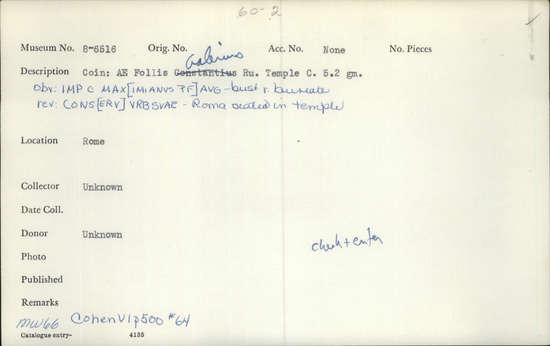 60-2
Museum No. 8-6516 Orig. No. Acc. No. None No. Pieces
Galerius
Description Coin: AE Follis Constantius Ru. Temple C. 5.2 gm.
obv: IMP C MAX[IMIANVS P F] AVG - bust r. laureate
rev: CONS[ERV] VRB SVAE - Roma seated in temple
Location Rome
Collector Unknown
Date Coll.
Donor Unknown
check + enter
Photo
Published
Remarks
MW66 Cohen VI p500 #64
Catalogue entry- 4185